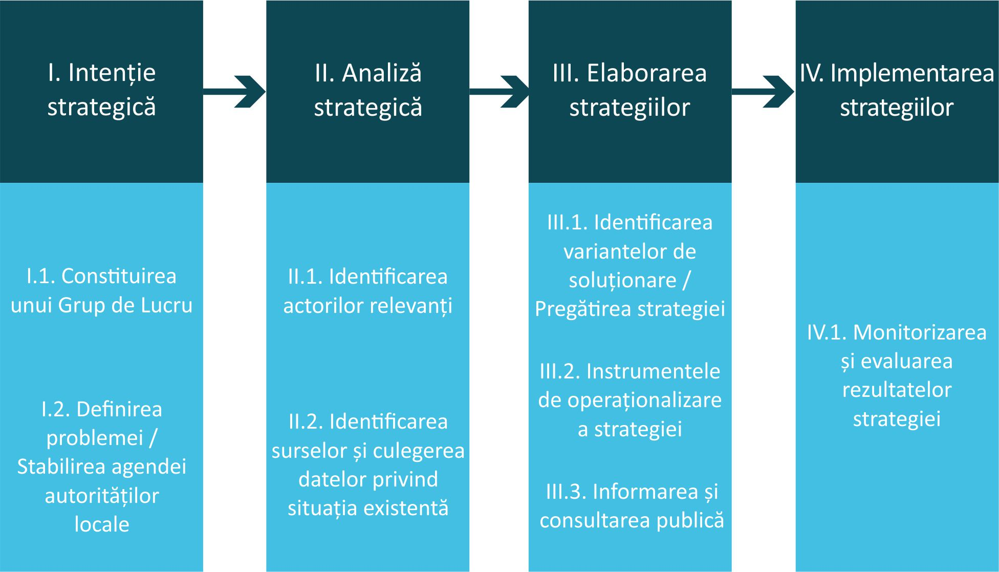 I. Intenție
strategică
I.1. Constituirea
unui Grup de Lucru
I.2. Definirea
problemei /
Stabilirea agendei
autorităților
locale
II. Analiză
strategică
II.1. Identificarea
actorilor relevanți
II.2. Identificarea
surselor și culegerea
datelor privind
situația existentă
III. Elaborarea
strategiilor
III.1. Identificarea
variantelor de
soluționare /
Pregătirea strategiei
III.2. Instrumentele
de operaționalizare
a strategiei
III.3. Informarea și
consultarea publică
IV. Implementarea
strategiilor
IV.1. Monitorizarea
și evaluarea
rezultatelor
strategiei